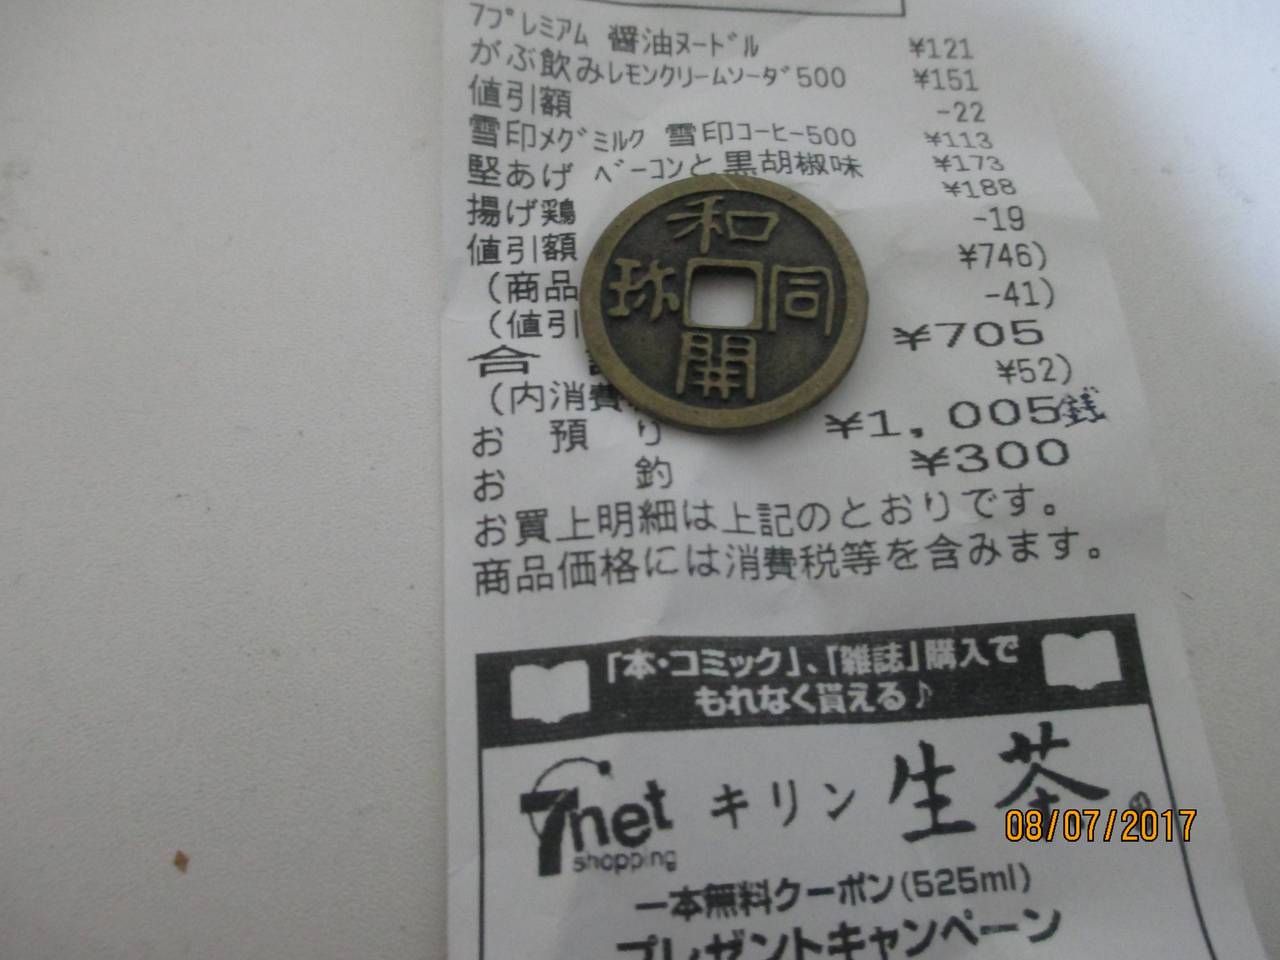 7プレミアム 醤油ヌードル ¥121
がぶ飲みレモンクリームソーダ500 ¥151
値引額 -22
雪印メグミルク 雪印コーヒー500 ¥113
堅あげ ベーコンと黒胡椒味 ¥173
揚げ鶏 ¥188
値引額 -19
(商品 ¥746)
(値引 -41)
合 ¥705
(内消費 ¥52)
お預り ¥1,005
お釣 ¥300
お買上明細は上記のとおりです。
商品価格には消費税等を含みます。
和
同
開
珎
「本・コミック」、「雑誌」購入で
もれなく貰える♪
7net shopping
キリン 生茶
一本無料クーポン(525ml)
プレゼントキャンペーン
08/07/2017